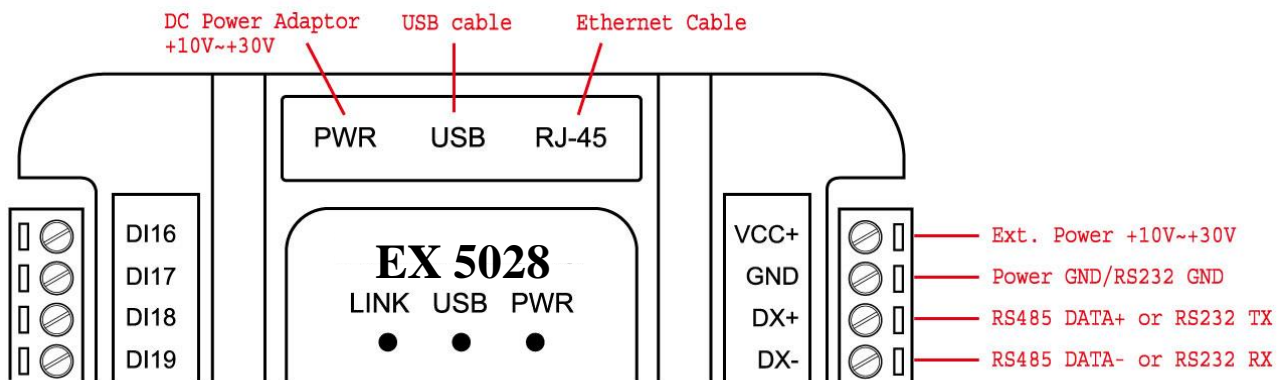 DC Power Adaptor
+10V~+30V
USB cable
Ethernet Cable
PWR USB RJ-45
DI16
DI17
DI18
DI19
EX 5028
LINK USB PWR
VCC+
GND
DX+
DX-
Ext. Power +10V~+30V
Power GND/RS232 GND
RS485 DATA+ or RS232 TX
RS485 DATA- or RS232 RX